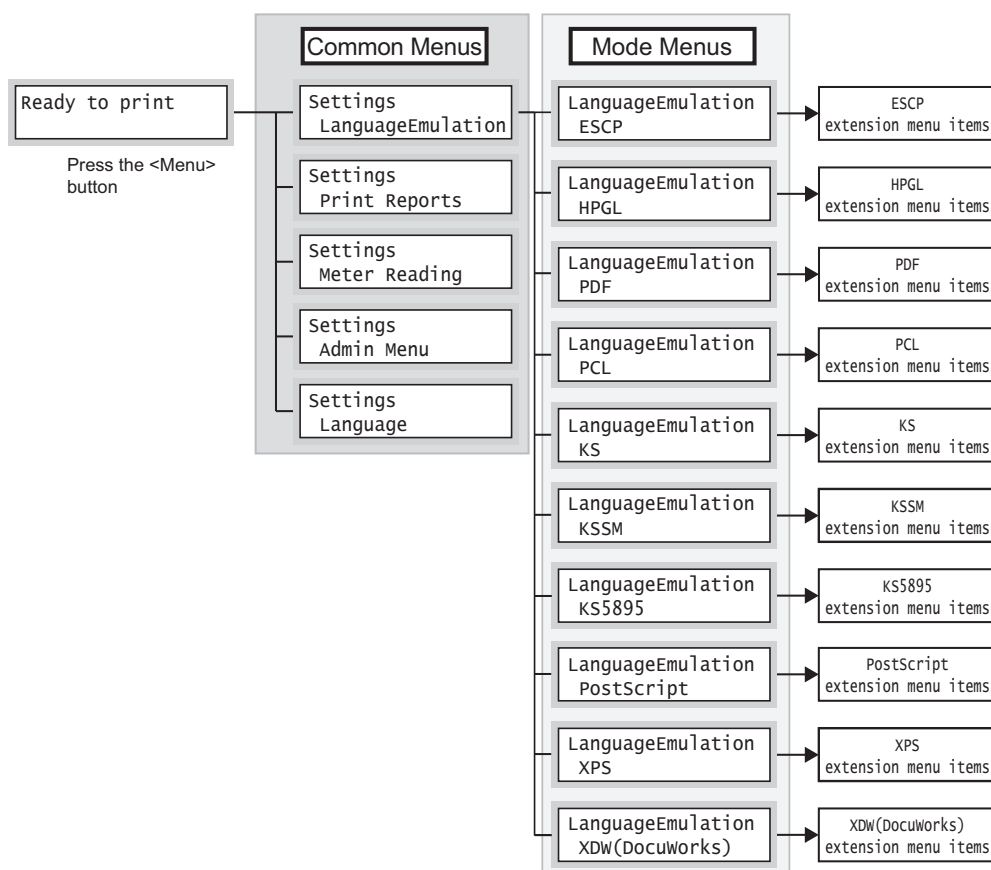 Common Menus
Mode Menus
Ready to print
Press the <Menu>
button
Settings
LanguageEmulation
Settings
Print Reports
Settings
Meter Reading
Settings
Admin Menu
Settings
Language
LanguageEmulation
ESCP
ESCP
extension menu items
LanguageEmulation
HPGL
HPGL
extension menu items
LanguageEmulation
PDF
PDF
extension menu items
LanguageEmulation
PCL
PCL
extension menu items
LanguageEmulation
KS
KS
extension menu items
LanguageEmulation
KSSM
KSSM
extension menu items
LanguageEmulation
KS5895
KS5895
extension menu items
LanguageEmulation
PostScript
PostScript
extension menu items
LanguageEmulation
XPS
XPS
extension menu items
LanguageEmulation
XDW(DocuWorks)
XDW(DocuWorks)
extension menu items